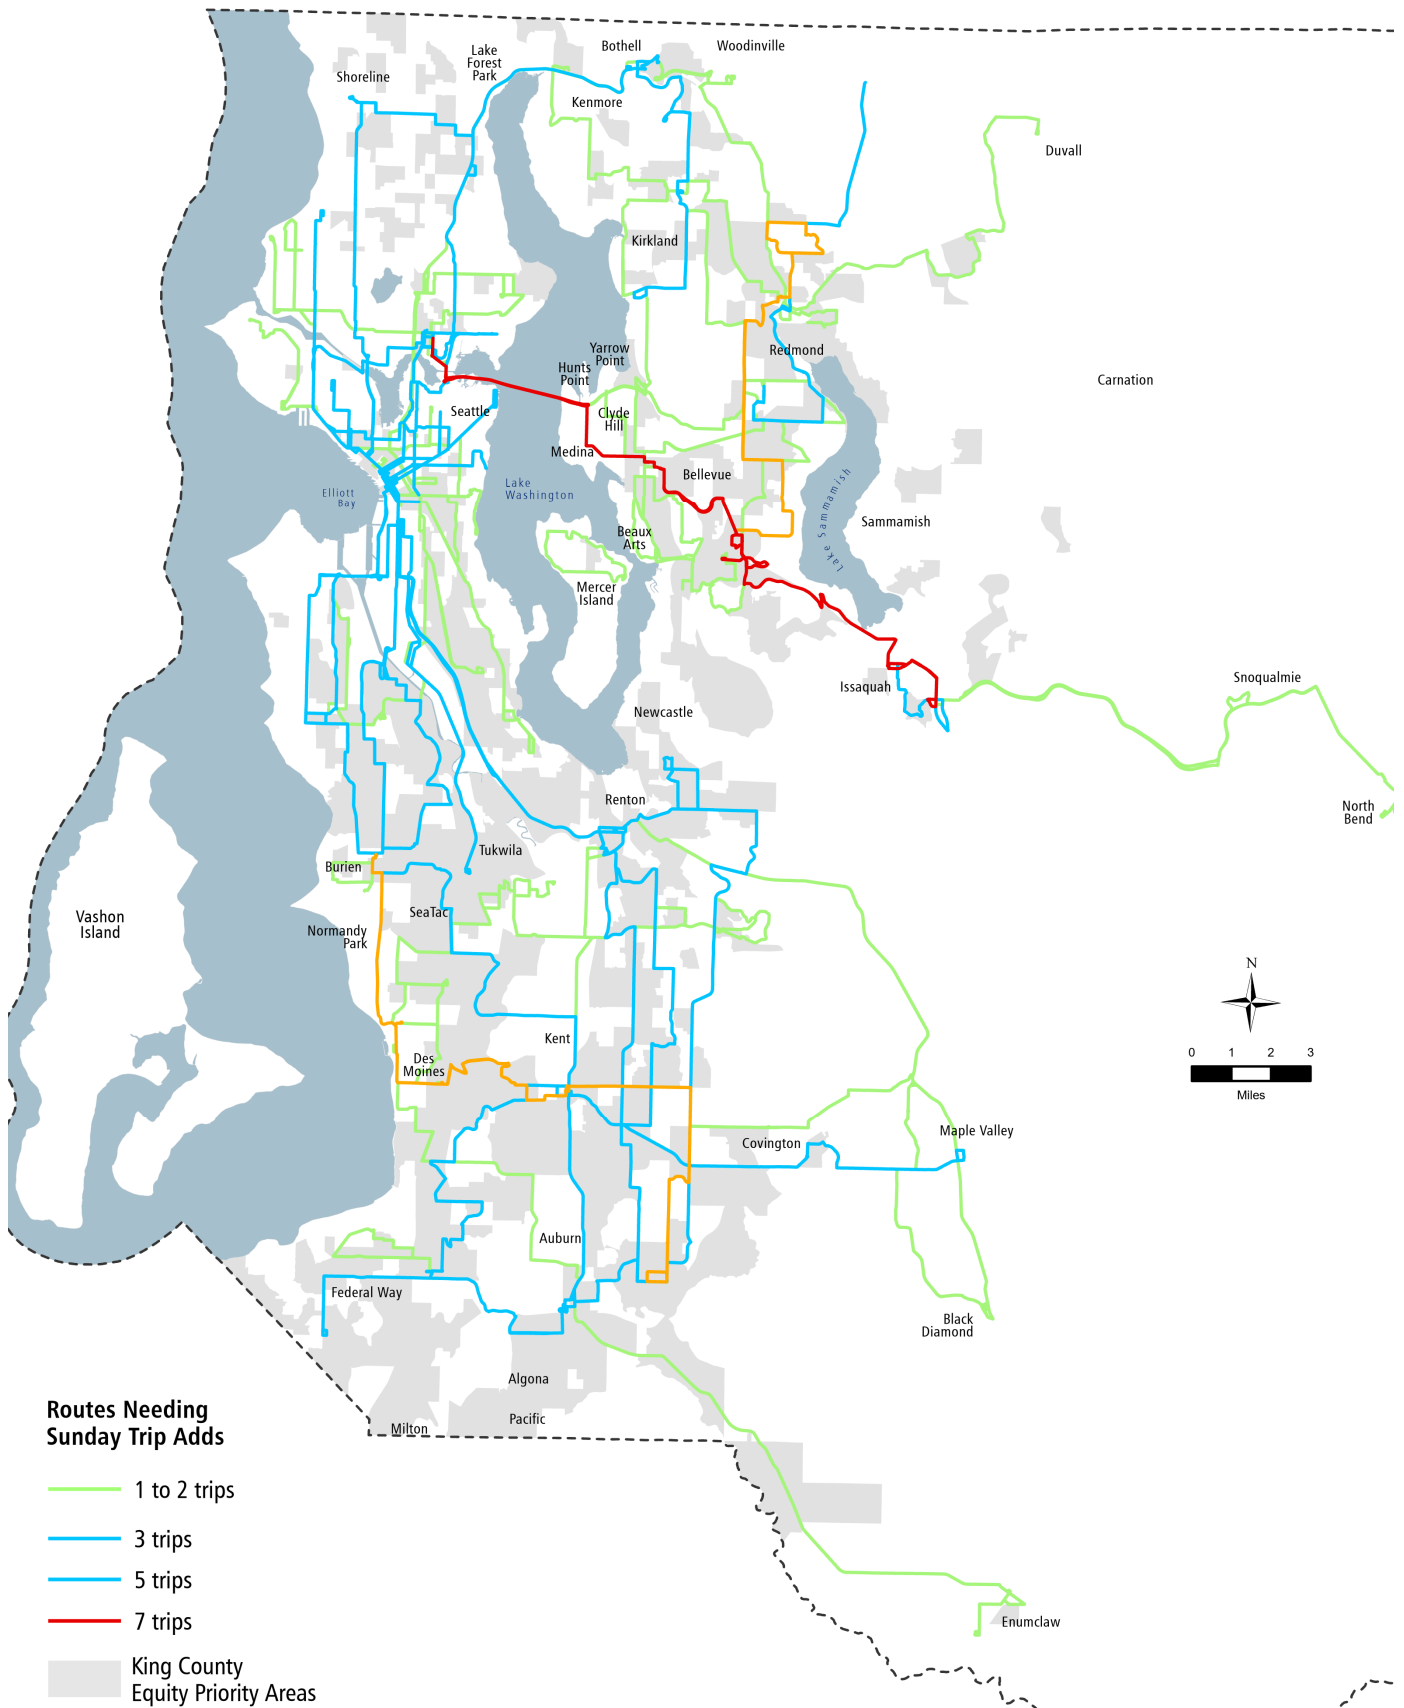 Bothell
Woodinville
Lake
Forest
Park
Shoreline
Kenmore
Duvall
Kirkland
Yarrow
Point
Redmond
Hunts
Point
Carnation
Seattle
Clyde
Hill
Medina
Bellevue
Elliott
Bay
Lake
Washington
Lake Sammamish
Sammamish
Beaux
Arts
Mercer
Island
Issaquah
Snoqualmie
Newcastle
Renton
North
Bend
Tukwila
Burien
SeaTac
Vashon
Island
Normandy
Park
N
Kent
Des
Moines
0 1 2 3
Miles
Maple Valley
Covington
Auburn
Federal Way
Black
Diamond
Algona
Pacific
Milton
Routes Needing
Sunday Trip Adds
1 to 2 trips
3 trips
5 trips
7 trips
King County
Equity Priority Areas
Enumclaw